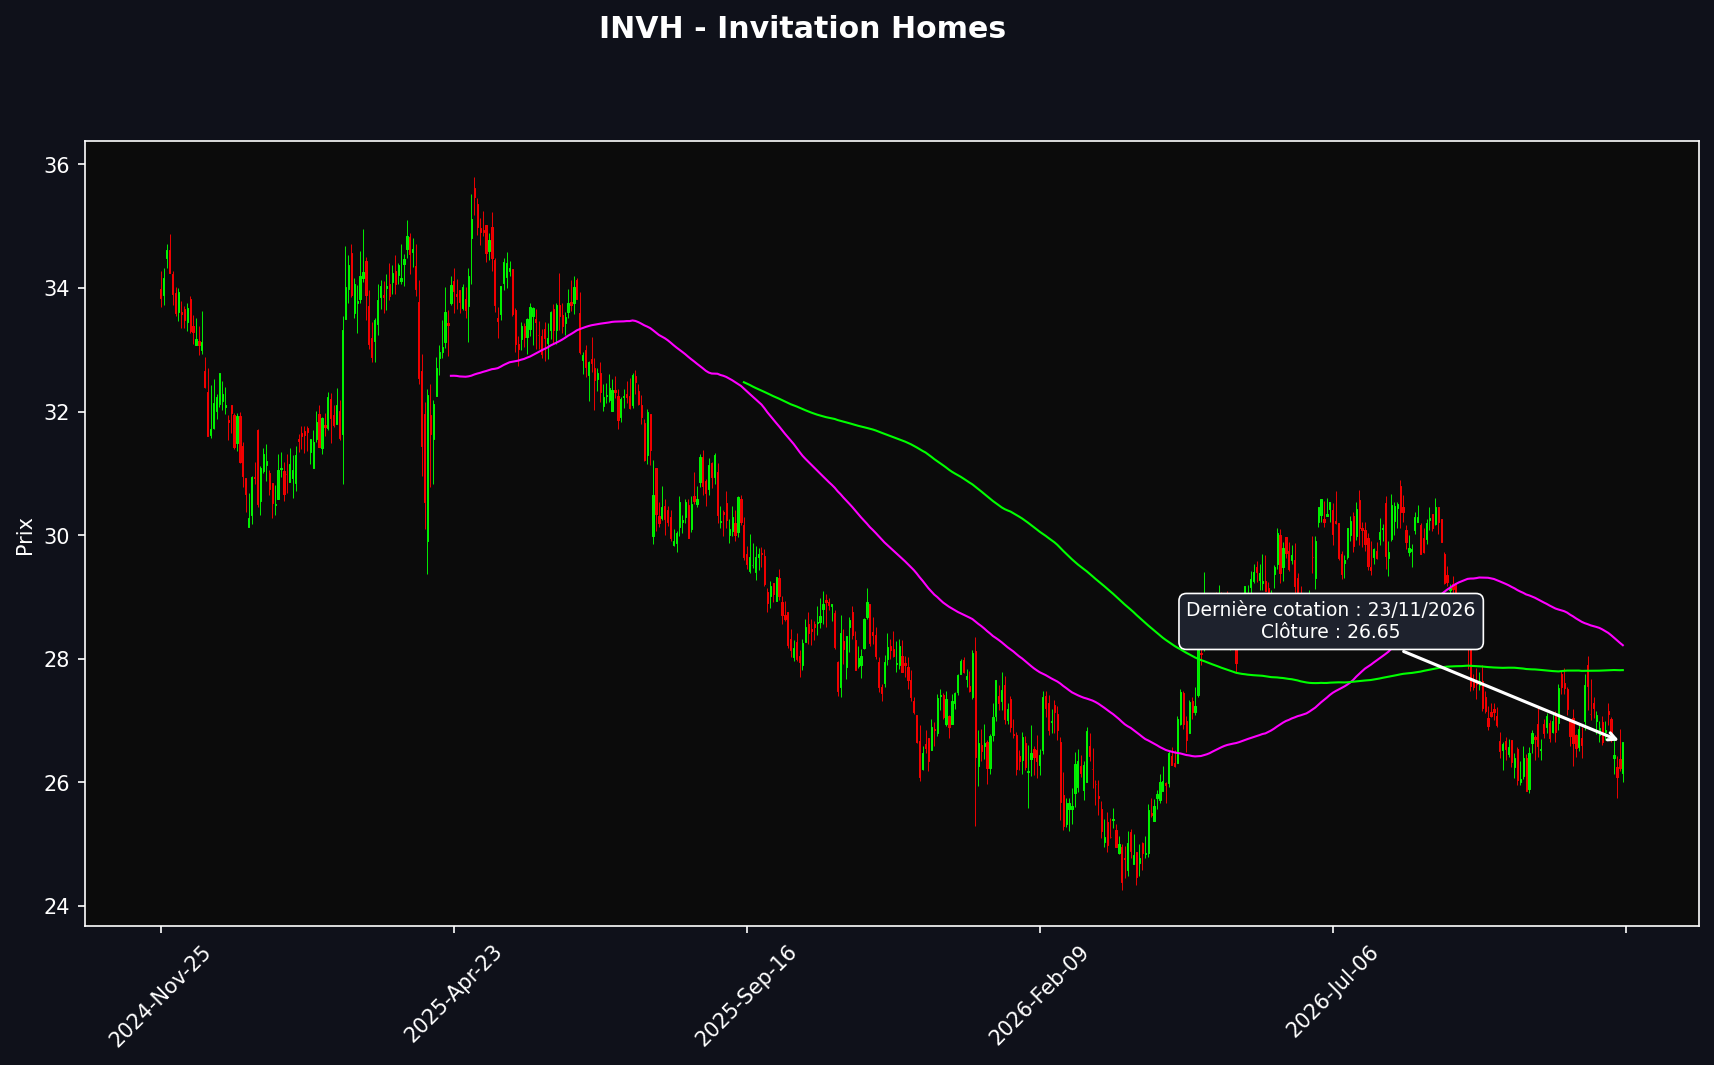 INVH - Invitation Homes
Prix
36
34
32
30
28
26
24
Dernière cotation : 23/11/2026
Clôture : 26.65
2024-Nov-25
2025-Apr-23
2025-Sep-16
2026-Feb-09
2026-Jul-06